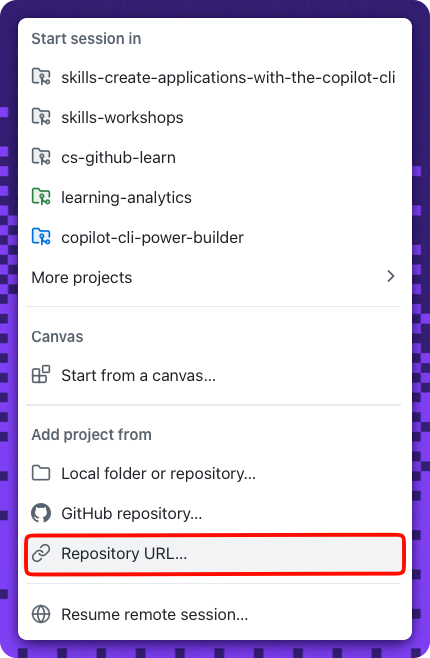 Start session in
skills-create-applications-with-the-copilot-cli
skills-workshops
cs-github-learn
learning-analytics
copilot-cli-power-builder
More projects
Canvas
Start from a canvas...
Add project from
Local folder or repository...
GitHub repository...
Repository URL...
Resume remote session...